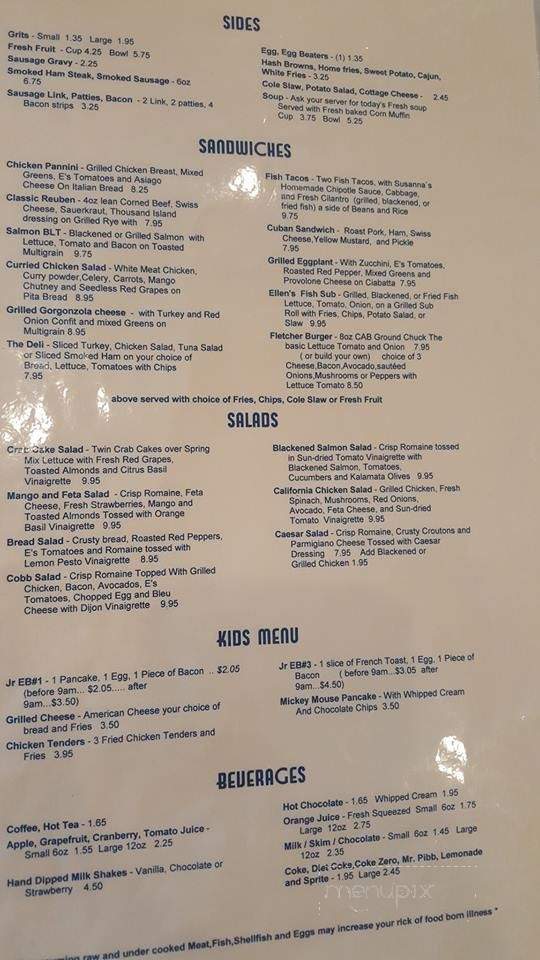 SIDES
Grits - Small 1.35 Large 1.95
Fresh Fruit - Cup 4.25 Bowl 5.75
Sausage Gravy - 2.25
Smoked Ham Steak, Smoked Sausage - 6oz
6.75
Sausage Link, Patties, Bacon - 2 Link, 2 patties, 4
Bacon strips 3.25
Egg, Egg Beaters - (1) 1.35
Hash Browns, Home fries, Sweet Potato, Cajun,
White Fries - 3.25
Cole Slaw, Potato Salad, Cottage Cheese - 2.45
Soup - Ask your server for today's Fresh soup
Served with Fresh baked Corn Muffin
Cup 3.75 Bowl 5.25
SANDWICHES
Chicken Pannini - Grilled Chicken Breast, Mixed
Greens, E's Tomatoes and Asiago
Cheese On Italian Bread 8.25
Classic Reuben - 4oz lean Corned Beef, Swiss
Cheese, Sauerkraut, Thousand Island
dressing on Grilled Rye with 7.95
Salmon BLT - Blackened or Grilled Salmon with
Lettuce, Tomato and Bacon on Toasted
Multigrain 9.75
Curried Chicken Salad - White Meat Chicken,
Curry powder,Celery, Carrots, Mango
Chutney and Seedless Red Grapes on
Pita Bread 8.95
Grilled Gorgonzola cheese - with Turkey and Red
Onion Confit and mixed Greens on
Multigrain 8.95
The Deli - Sliced Turkey, Chicken Salad, Tuna Salad
or Sliced Smoked Ham on your choice of
Bread, Lettuce, Tomatoes with Chips
7.95
Fish Tacos - Two Fish Tacos, with Susanna's
Homemade Chipotle Sauce, Cabbage,
and Fresh Cilantro (grilled, blackened, or
fried fish) a side of Beans and Rice
9.75
Cuban Sandwich - Roast Pork, Ham, Swiss
Cheese,Yellow Mustard, and Pickle
7.95
Grilled Eggplant - With Zucchini, E's Tomatoes,
Roasted Red Pepper, Mixed Greens and
Provolone Cheese on Ciabatta 7.95
Ellen's Fish Sub - Grilled, Blackened, or Fried Fish
Lettuce, Tomato, Onion, on a Grilled Sub
Roll with Fries, Chips, Potato Salad, or
Slaw 9.95
Fletcher Burger - 8oz CAB Ground Chuck The
basic Lettuce Tomato and Onion 7.95
( or build your own) choice of 3
Cheese,Bacon,Avocado,sautéed
Onions,Mushrooms or Peppers with
Lettuce Tomato 8.50
above served with choice of Fries, Chips, Cole Slaw or Fresh Fruit
SALADS
Crab Cake Salad - Twin Crab Cakes over Spring
Mix Lettuce with Fresh Red Grapes,
Toasted Almonds and Citrus Basil
Vinaigrette 9.95
Mango and Feta Salad - Crisp Romaine, Feta
Cheese, Fresh Strawberries, Mango and
Toasted Almonds Tossed with Orange
Basil Vinaigrette 9.95
Bread Salad - Crusty bread, Roasted Red Peppers,
E's Tomatoes and Romaine tossed with
Lemon Pesto Vinaigrette 8.95
Cobb Salad - Crisp Romaine Topped With Grilled
Chicken, Bacon, Avocados, E's
Tomatoes, Chopped Egg and Bleu
Cheese with Dijon Vinaigrette 9.95
Blackened Salmon Salad - Crisp Romaine tossed
in Sun-dried Tomato Vinaigrette with
Blackened Salmon, Tomatoes,
Cucumbers and Kalamata Olives 9.95
California Chicken Salad - Grilled Chicken, Fresh
Spinach, Mushrooms, Red Onions,
Avocado, Feta Cheese, and Sun-dried
Tomato Vinaigrette 9.95
Caesar Salad - Crisp Romaine, Crusty Croutons and
Parmigiano Cheese Tossed with Caesar
Dressing 7.95 Add Blackened or
Grilled Chicken 1.95
KIDS MENU
Jr EB#1 - 1 Pancake, 1 Egg, 1 Piece of Bacon .. $2.05
(before 9am... $2.05..... after
9am...$3.50)
Grilled Cheese - American Cheese your choice of
bread and Fries 3.50
Chicken Tenders - 3 Fried Chicken Tenders and
Fries 3.95
Jr EB#3 - 1 slice of French Toast, 1 Egg, 1 Piece of
Bacon ( before 9am...$3.05 after
9am...$4.50)
Mickey Mouse Pancake - With Whipped Cream
And Chocolate Chips 3.50
BEVERAGES
Coffee, Hot Tea - 1.65
Apple, Grapefruit, Cranberry, Tomato Juice -
Small 6oz 1.55 Large 12oz 2.25
Hand Dipped Milk Shakes - Vanilla, Chocolate or
Strawberry 4.50
Hot Chocolate - 1.65 Whipped Cream 1.95
Orange Juice - Fresh Squeezed Small 6oz 1.75
Large 12oz 2.75
Milk / Skim / Chocolate - Small 6oz 1.45 Large
12oz 2.35
Coke, Diet Coke,Coke Zero, Mr. Pibb, Lemonade
and Sprite - 1.95 Large 2.45
menupix
raw and under cooked Meat,Fish,Shellfish and Eggs may increase your rick of food born illness *